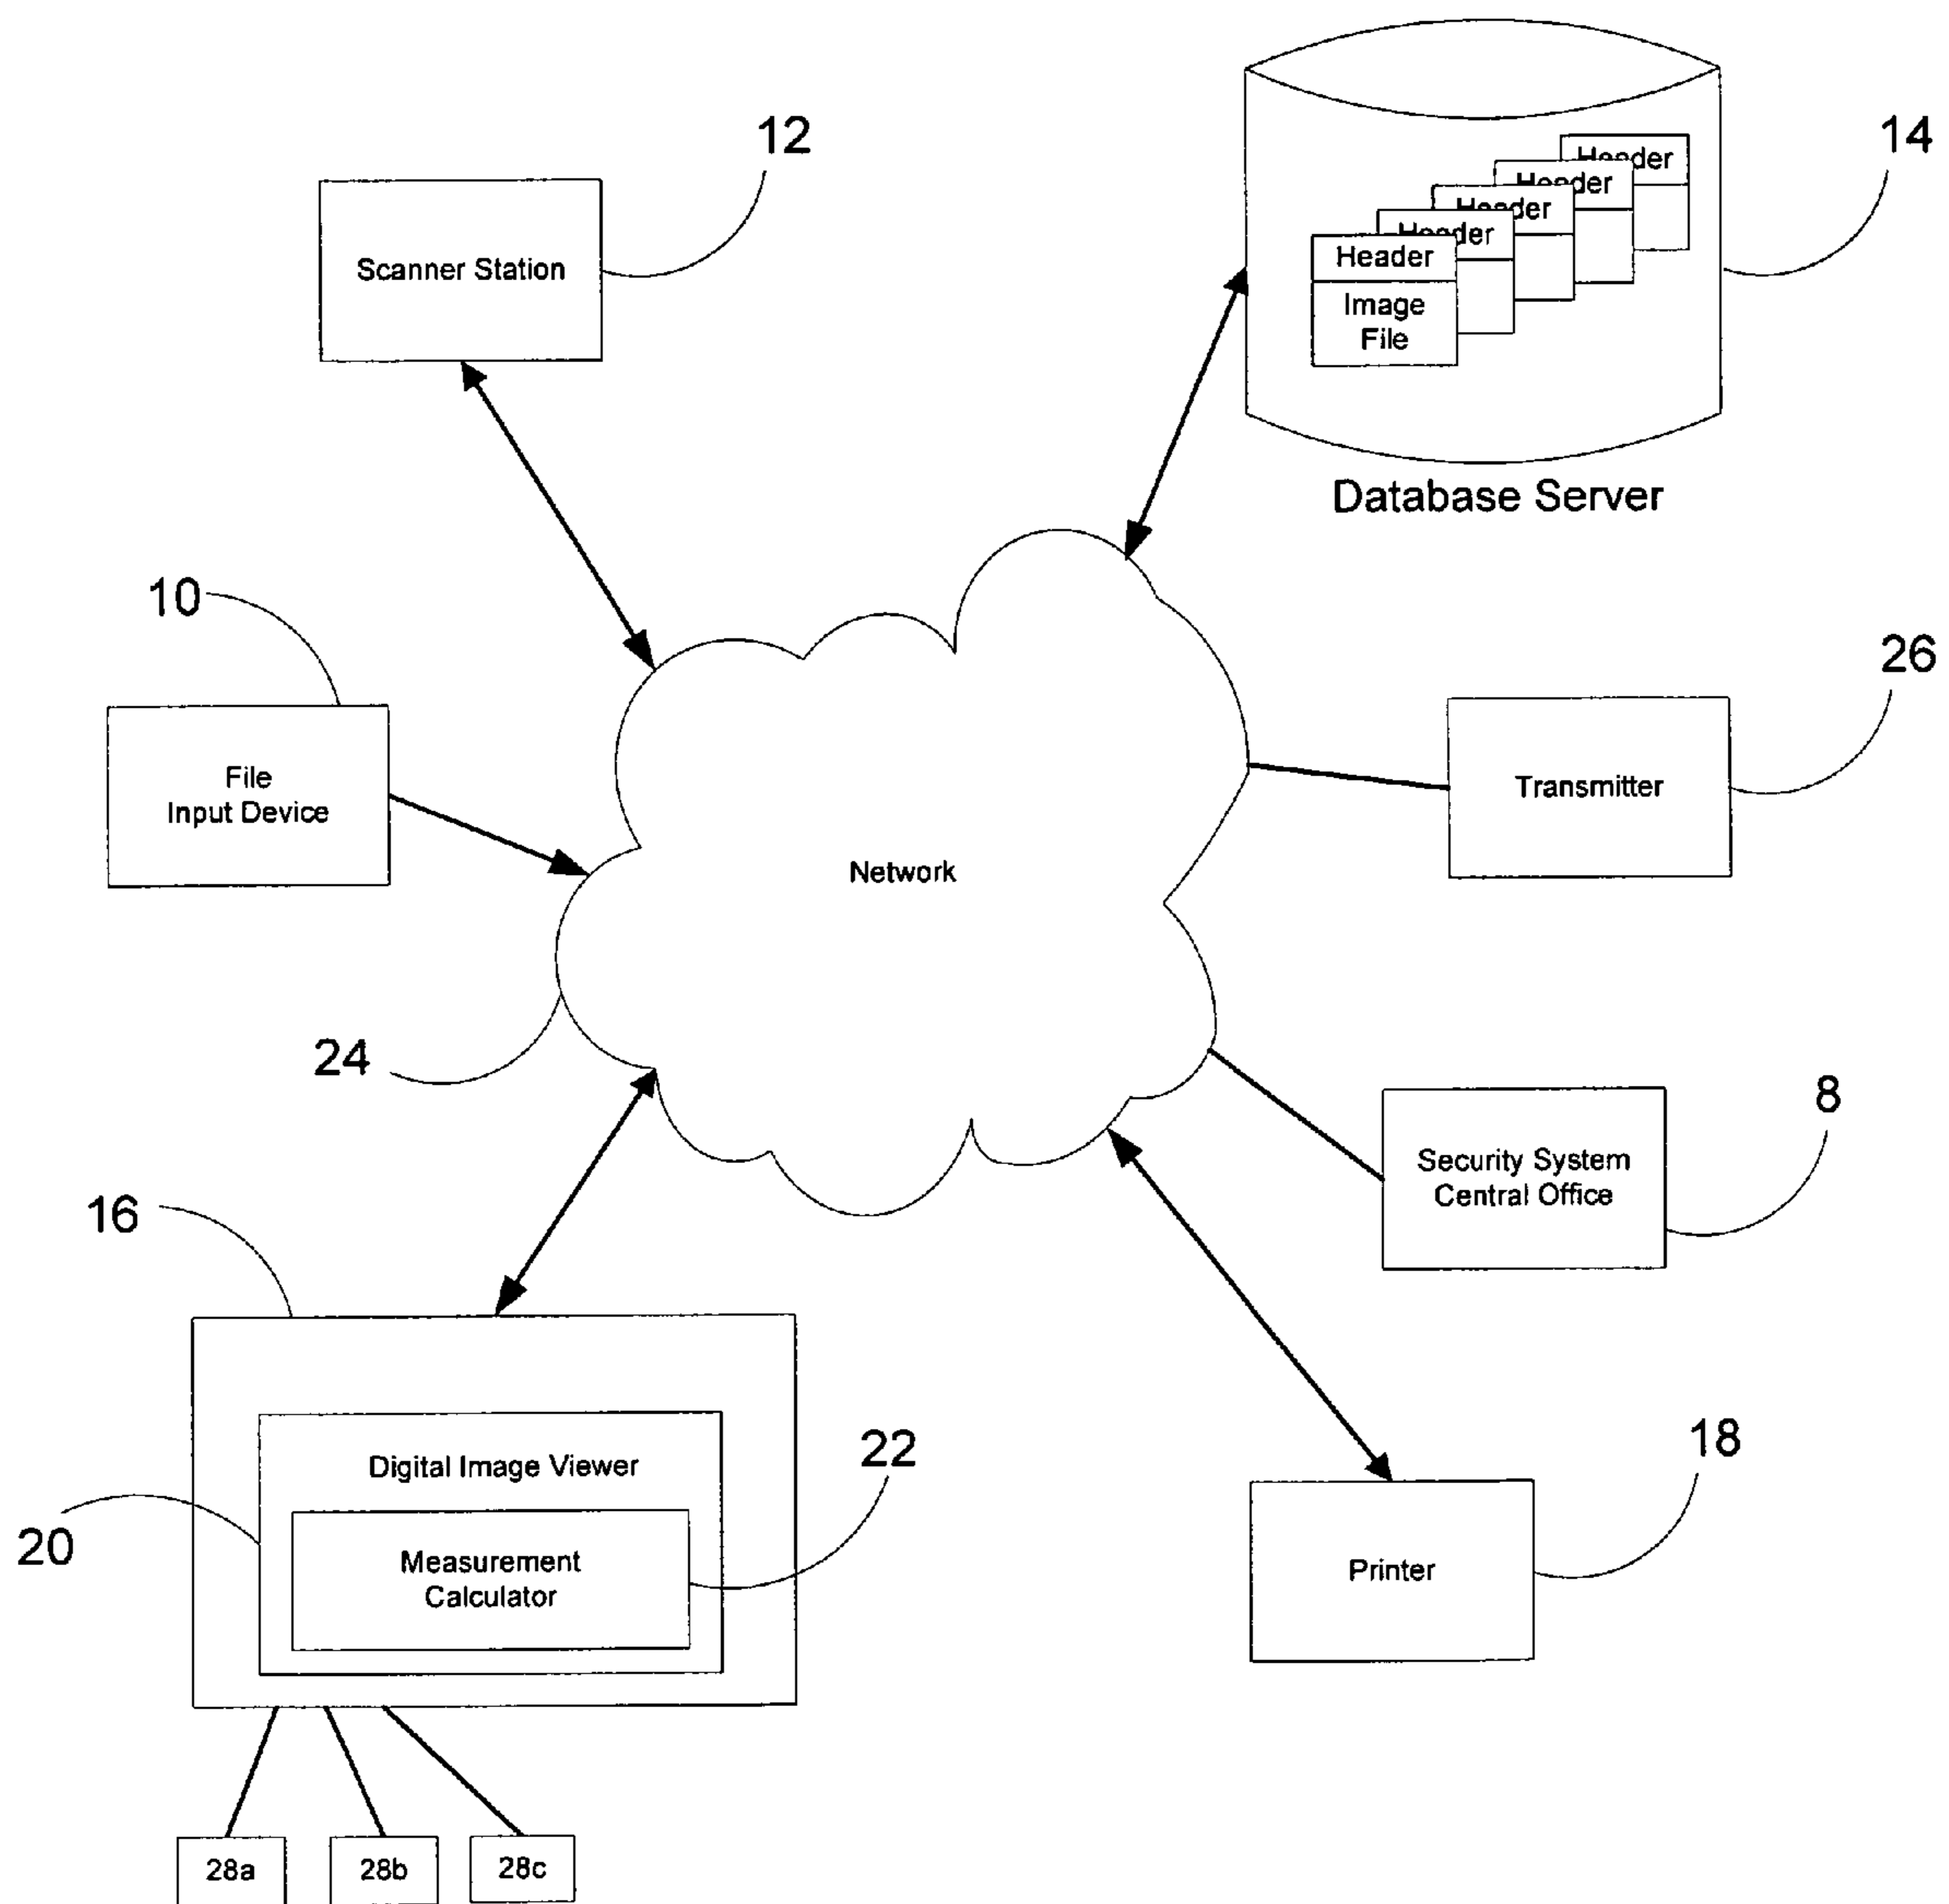 12
14
Header
Header
Header
Header
Header
Image
File
Scanner Station
Database Server
10
26
File
Input Device
Transmitter
Network
24
8
Security System
Central Office
16
22
18
Digital Image Viewer
20
Measurement
Calculator
Printer
28a
28b
28c